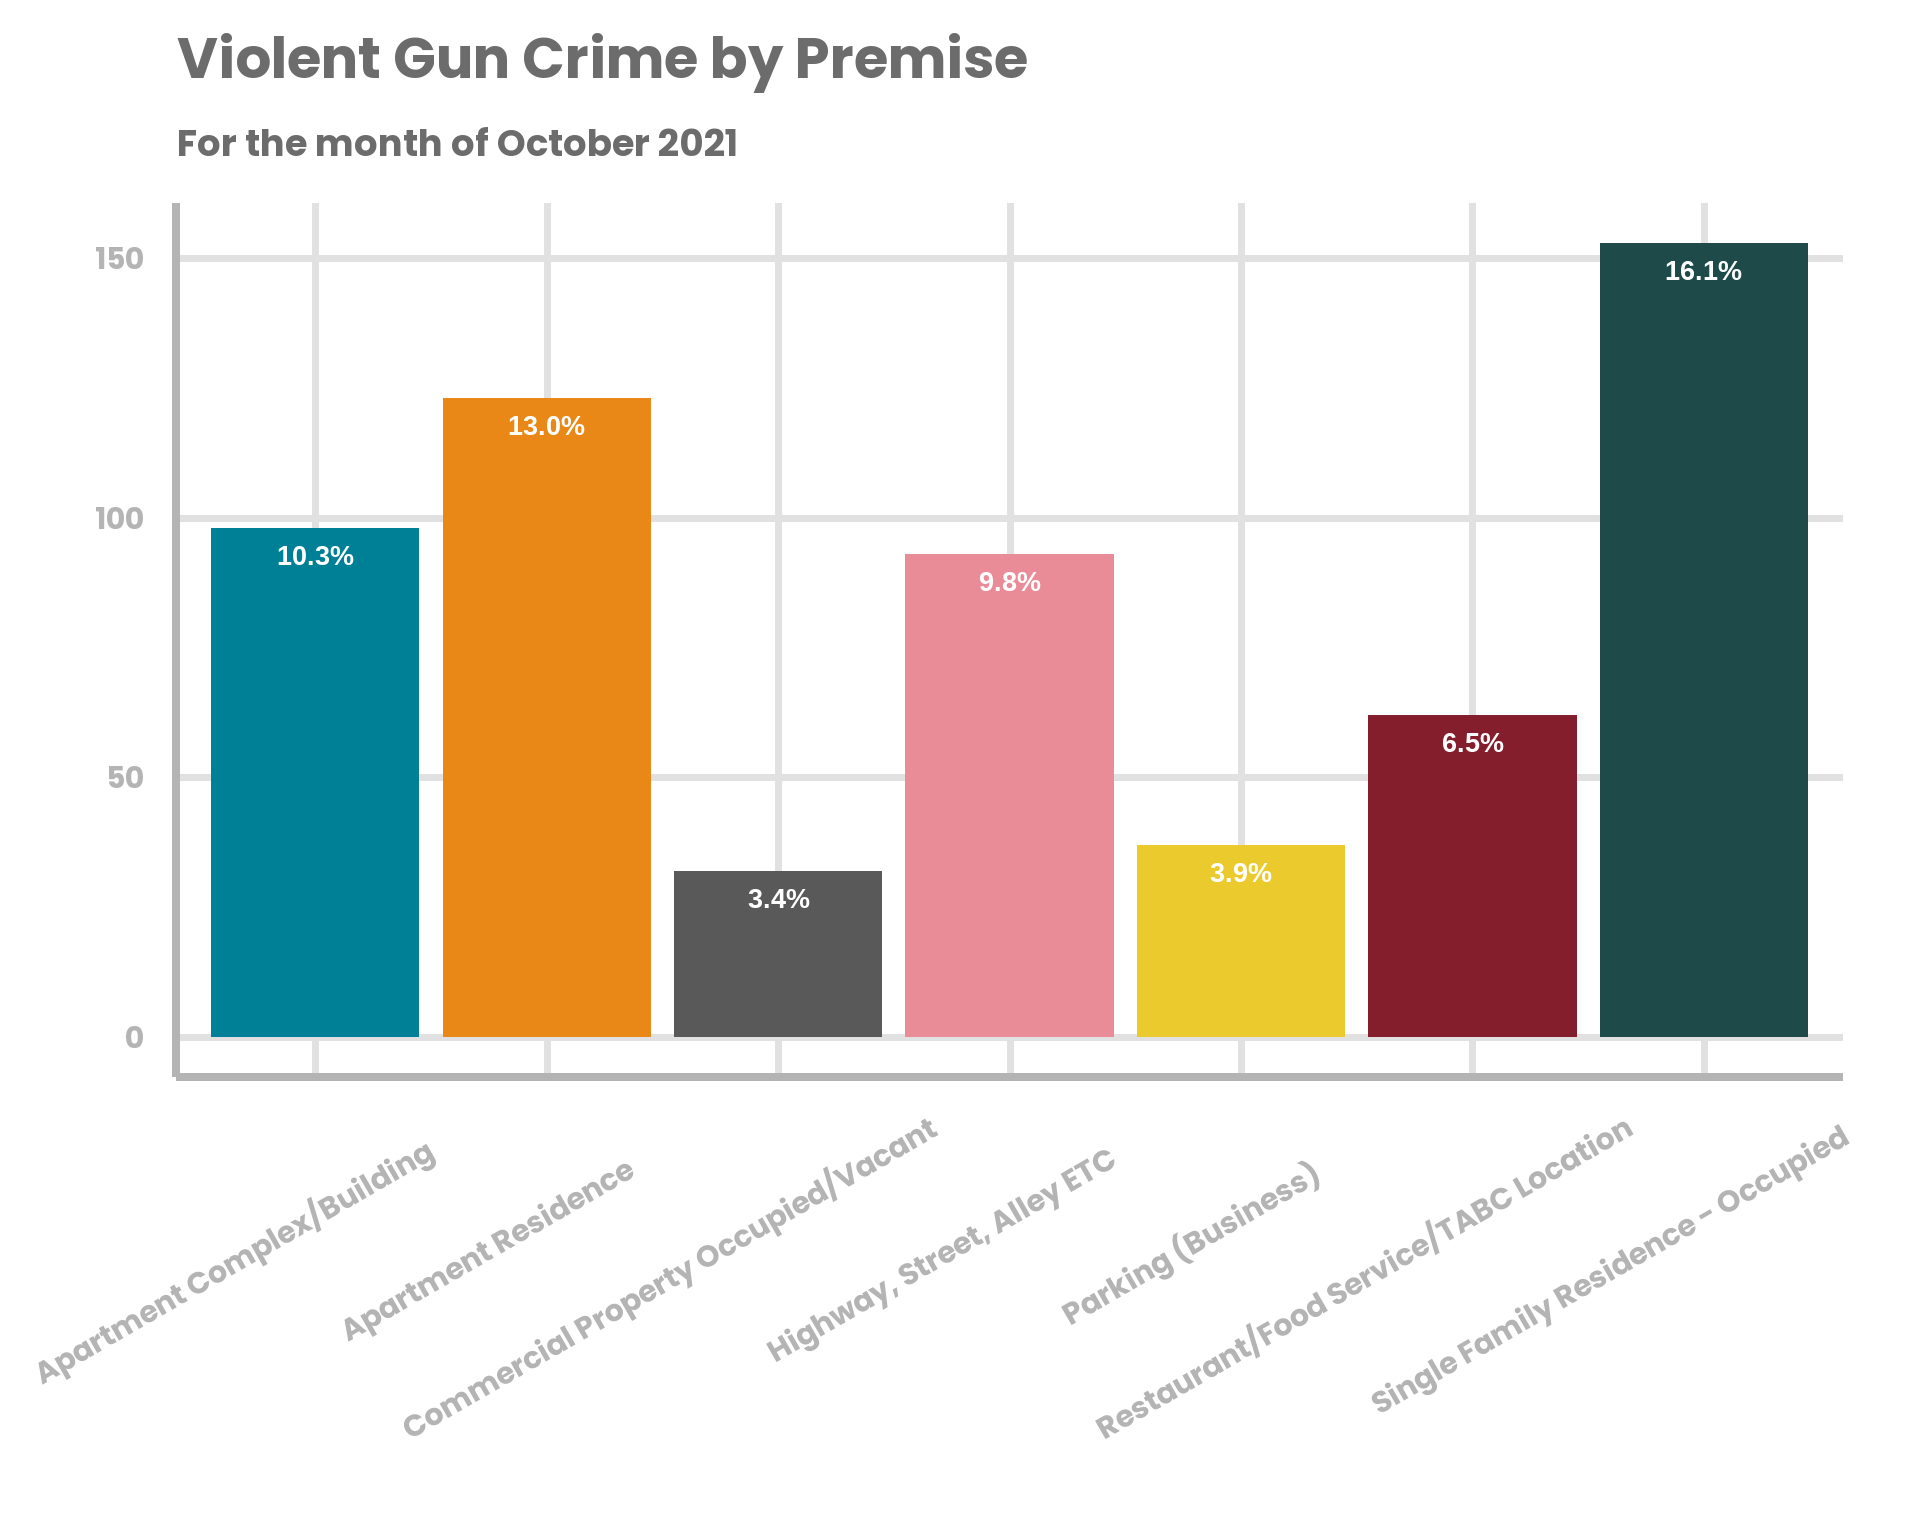 Violent Gun Crime by Premise
For the month of October 2021
150
100
50
0
10.3%
13.0%
3.4%
9.8%
3.9%
6.5%
16.1%
Apartment Complex/Building
Apartment Residence
Commercial Property Occupied/Vacant
Highway, Street, Alley ETC
Parking (Business)
Restaurant/Food Service/TABC Location
Single Family Residence - Occupied